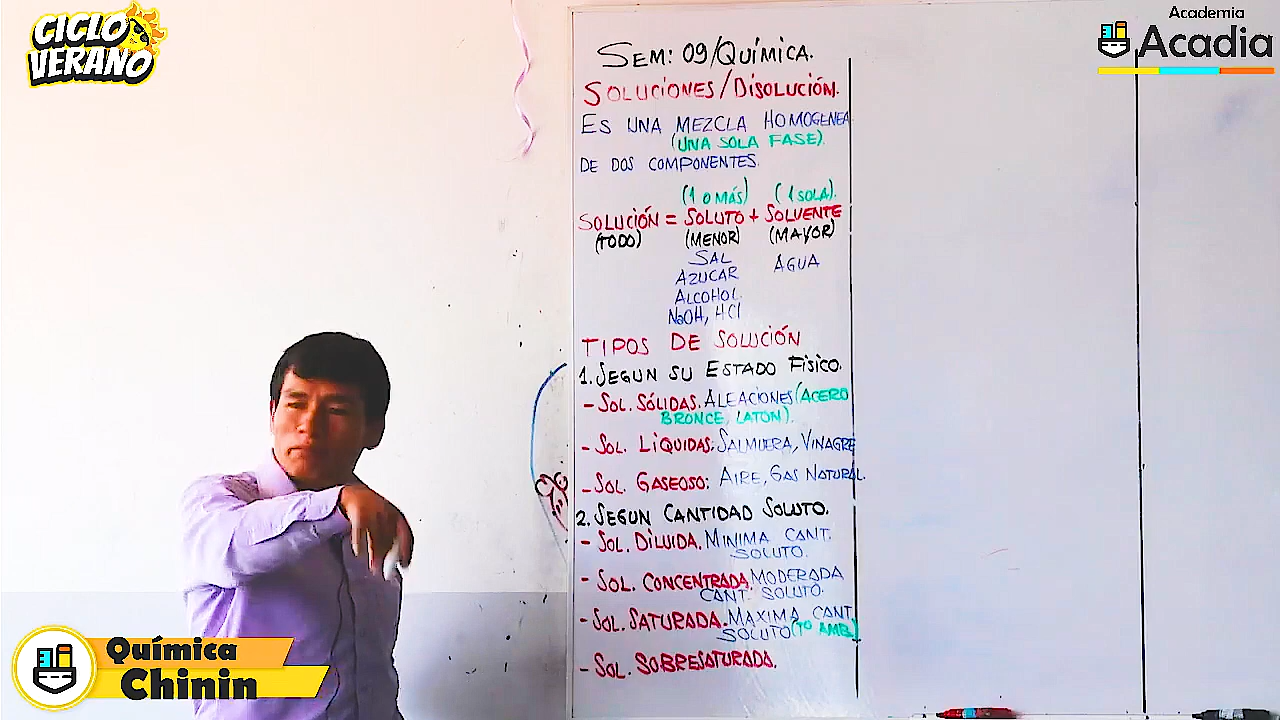 CICLO
VERANO
Academia
Acadia
SEM: 09/QUÍMICA.
SOLUCIONES/DISOLUCIÓN.
ES UNA MEZCLA HOMOGENEA
(UNA SOLA FASE).
DE DOS COMPONENTES.
(1 O MÁS) (1 SOLA).
SOLUCIÓN = SOLUTO + SOLVENTE
(TODO) (MENOR) (MAYOR)
SAL AGUA
AZUCAR
ALCOHOL.
NaOH, HCl
TIPOS DE SOLUCIÓN
1. SEGUN SU ESTADO FÍSICO.
- SOL. SÓLIDAS. ALEACIONES (ACERO
BRONCE, LATÓN).
- SOL. LÍQUIDAS: SALMUERA, VINAGRE
- SOL. GASEOSO: AIRE, GAS NATURAL.
2. SEGUN CANTIDAD SOLUTO.
- SOL. DILUIDA. MINIMA CANT.
SOLUTO.
- SOL. CONCENTRADA. MODERADA
CANT. SOLUTO.
- SOL. SATURADA. MAXIMA CANT
SOLUTO (Tº AMB.)
- SOL. SOBRESATURADA.
Química
Chinin